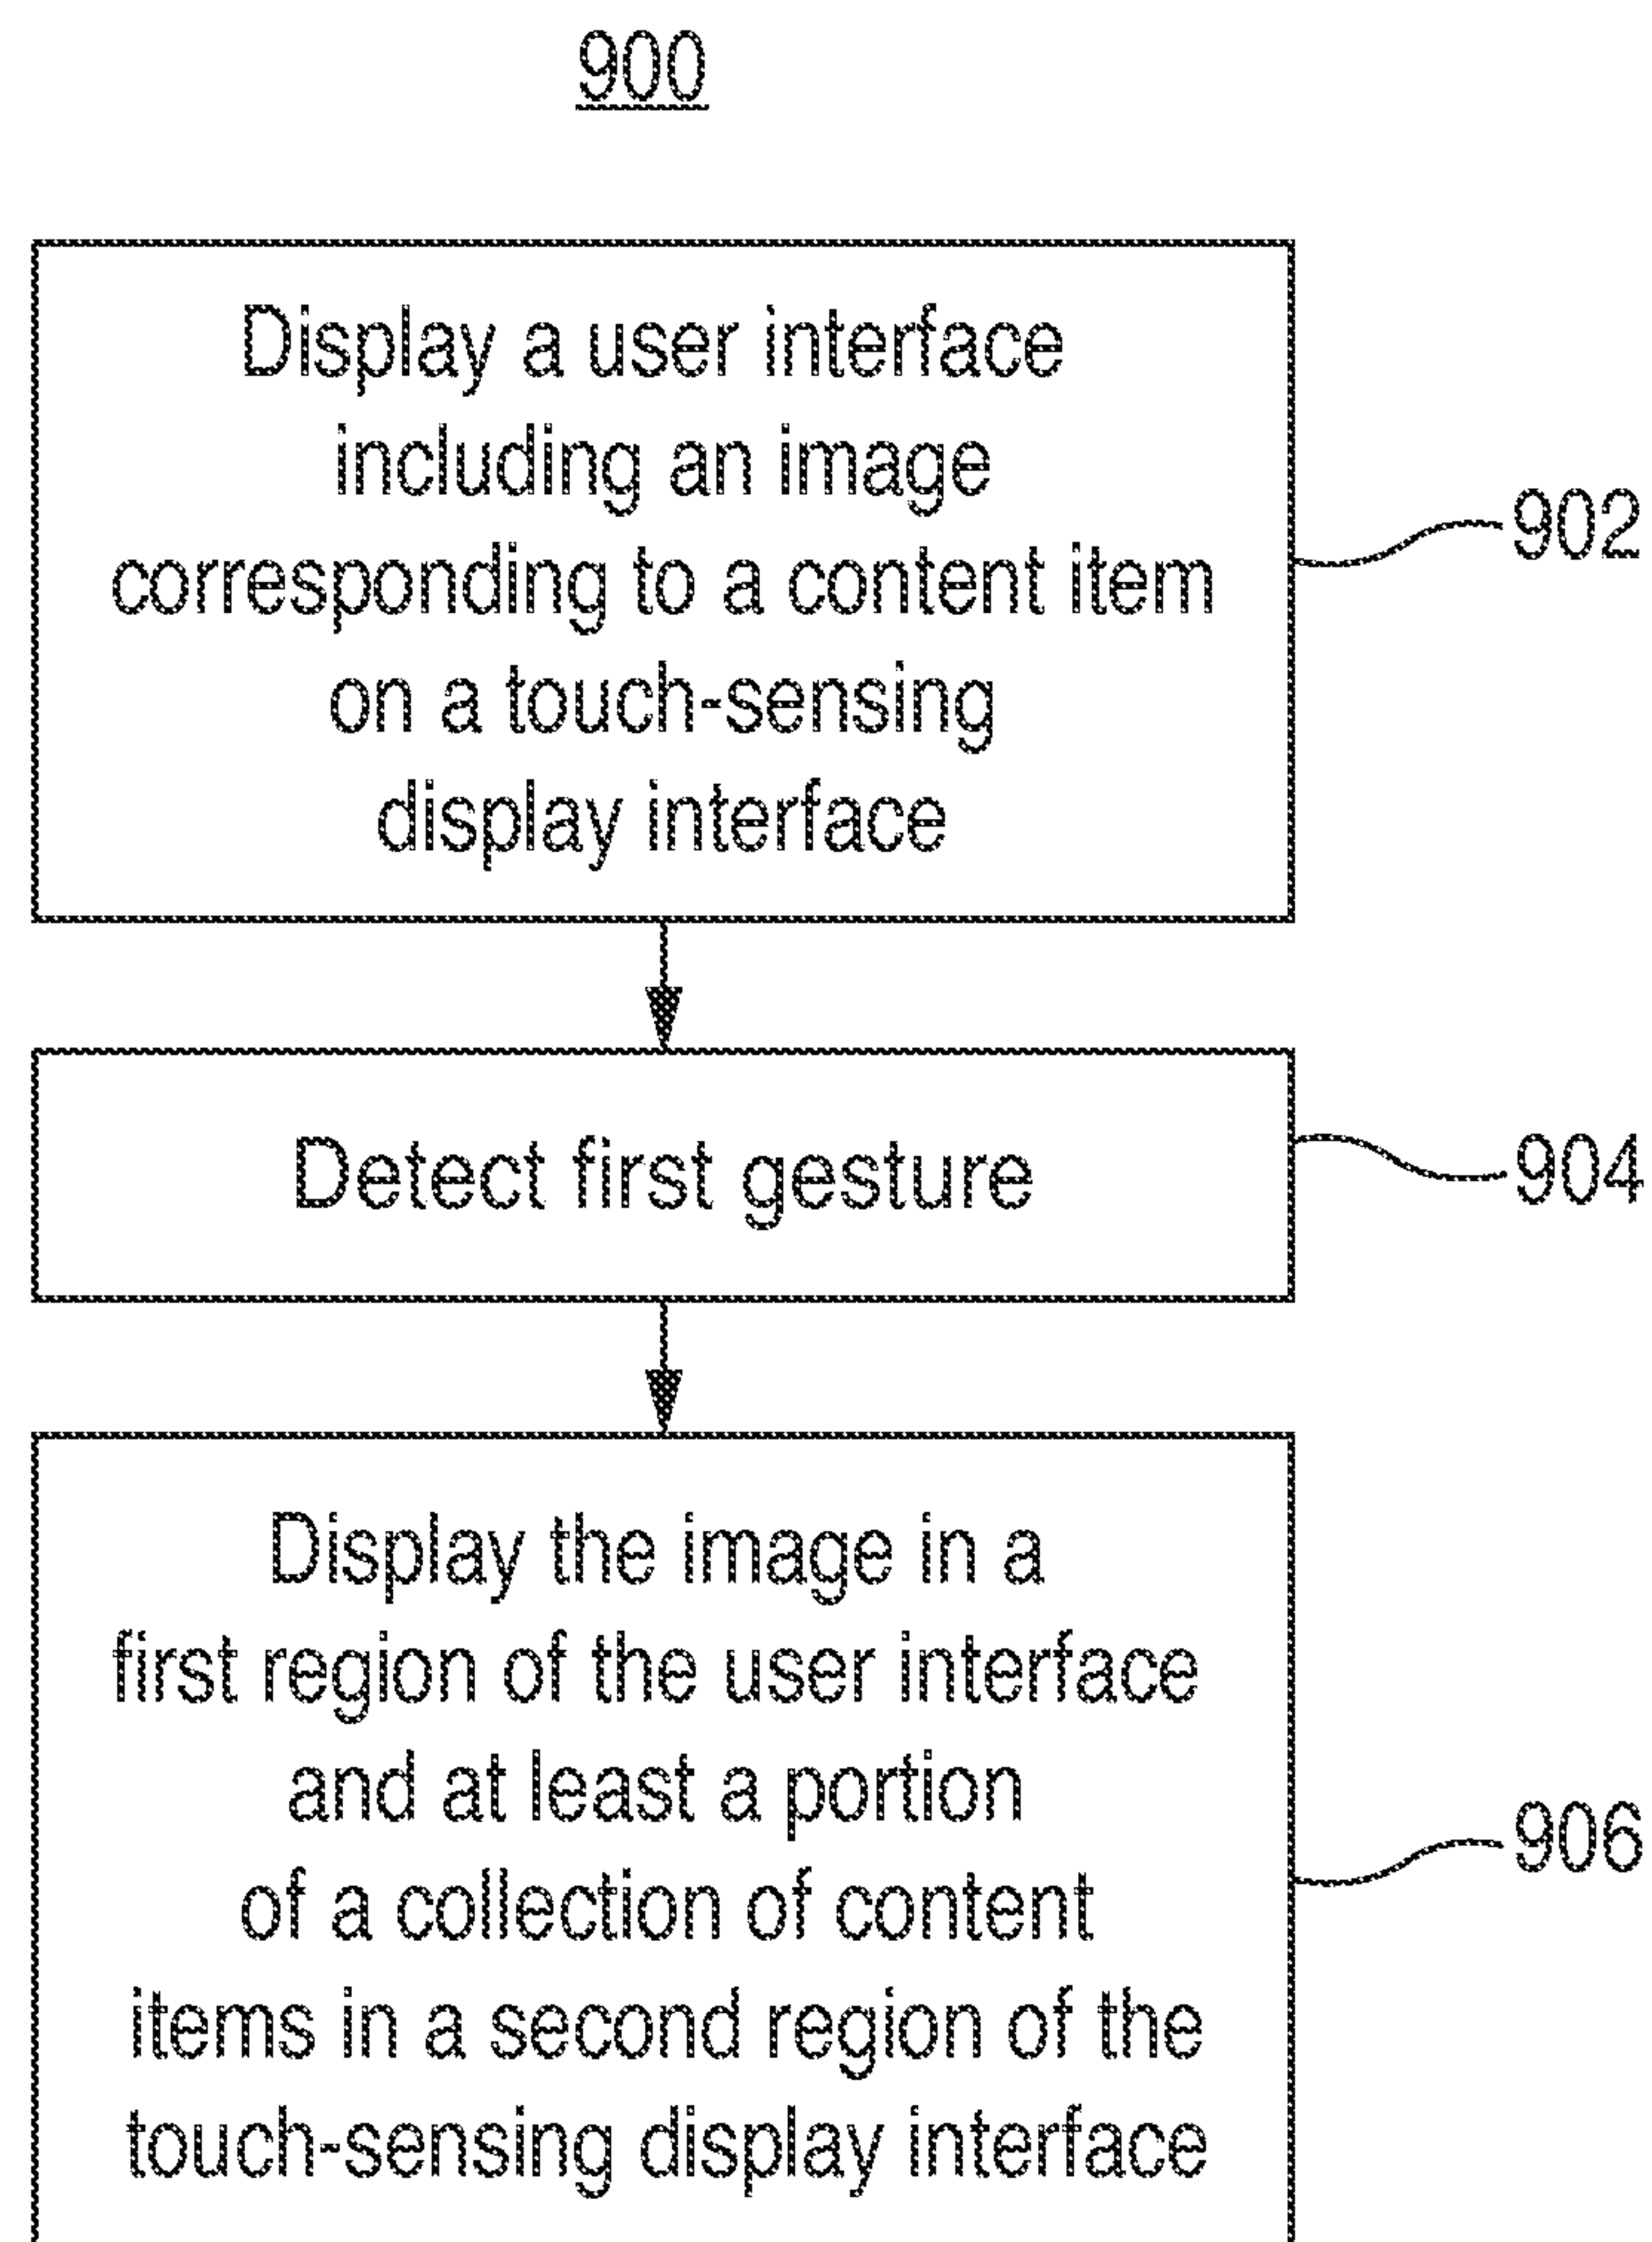 900
Display a user interface
including an image
corresponding to a content item
on a touch-sensing
display interface
902
Detect first gesture
904
Display the image in a
first region of the user interface
and at least a portion
of a collection of content
items in a second region of the
touch-sensing display interface
906